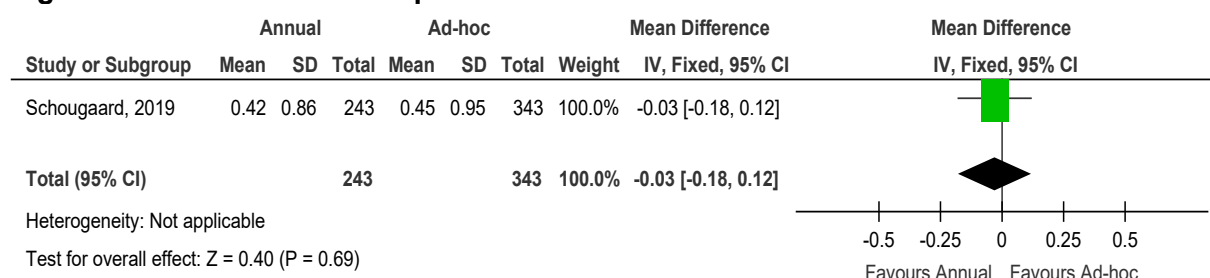 Annual Ad-hoc Mean Difference Mean Difference
Study or Subgroup Mean SD Total Mean SD Total Weight IV, Fixed, 95% CI IV, Fixed, 95% CI
Schougaard, 2019 0.42 0.86 243 0.45 0.95 343 100.0% -0.03 [-0.18, 0.12]
Total (95% CI) 243 343 100.0% -0.03 [-0.18, 0.12]
Heterogeneity: Not applicable
Test for overall effect: Z = 0.40 (P = 0.69)
-0.5 -0.25 0 0.25 0.5
Favours Annual Favours Ad-hoc